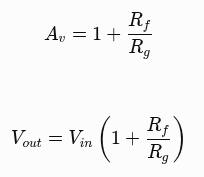 A_v = 1 + \frac{R_f}{R_g}
V_{out} = V_{in} \left( 1 + \frac{R_f}{R_g} \right)